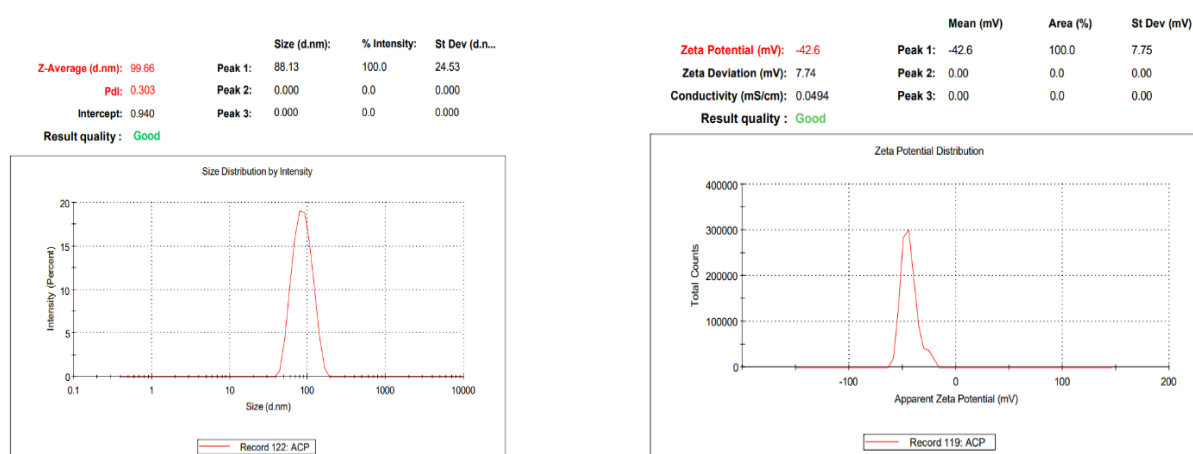 Size (d.nm): % Intensity: St Dev (d.n...
Z-Average (d.nm): 99.66 Peak 1: 88.13 100.0 24.53
PdI: 0.303 Peak 2: 0.000 0.0 0.000
Intercept: 0.940 Peak 3: 0.000 0.0 0.000
Result quality : Good
Size Distribution by Intensity
20
15
10
5
0
Intensity (Percent)
0.1 1 10 100 1000 10000
Size (d.nm)
Record 122: ACP
Mean (mV) Area (%) St Dev (mV)
Zeta Potential (mV): -42.6 Peak 1: -42.6 100.0 7.75
Zeta Deviation (mV): 7.74 Peak 2: 0.00 0.0 0.00
Conductivity (mS/cm): 0.0494 Peak 3: 0.00 0.0 0.00
Result quality : Good
Zeta Potential Distribution
400000
300000
200000
100000
0
Total Counts
-100 0 100 200
Apparent Zeta Potential (mV)
Record 119: ACP